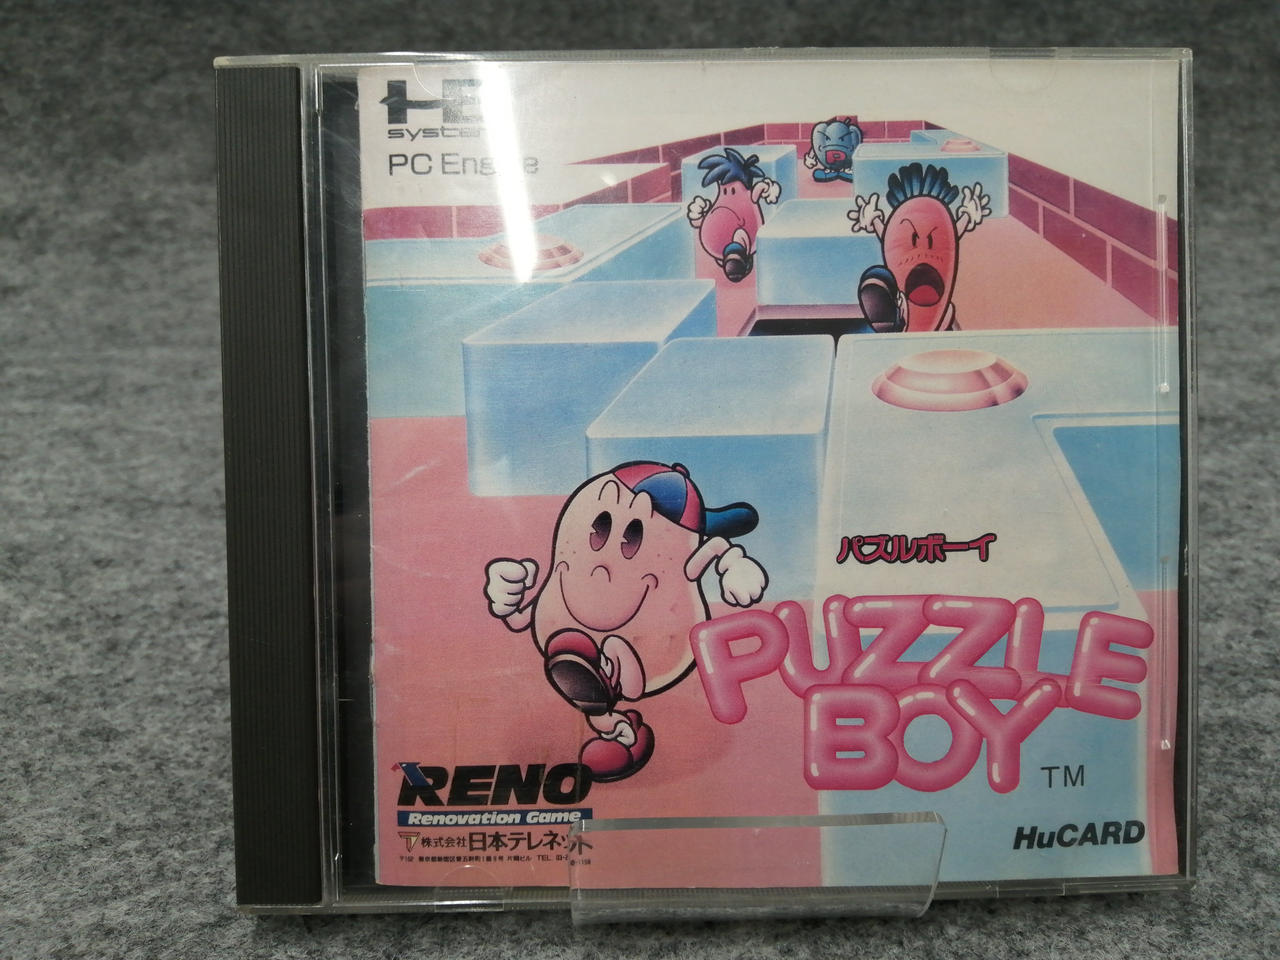 HE
system
PC Engine
P
パズルボーイ
PUZZLE
BOY
TM
RENO
Renovation Game
株式会社日本テレネット
HuCARD